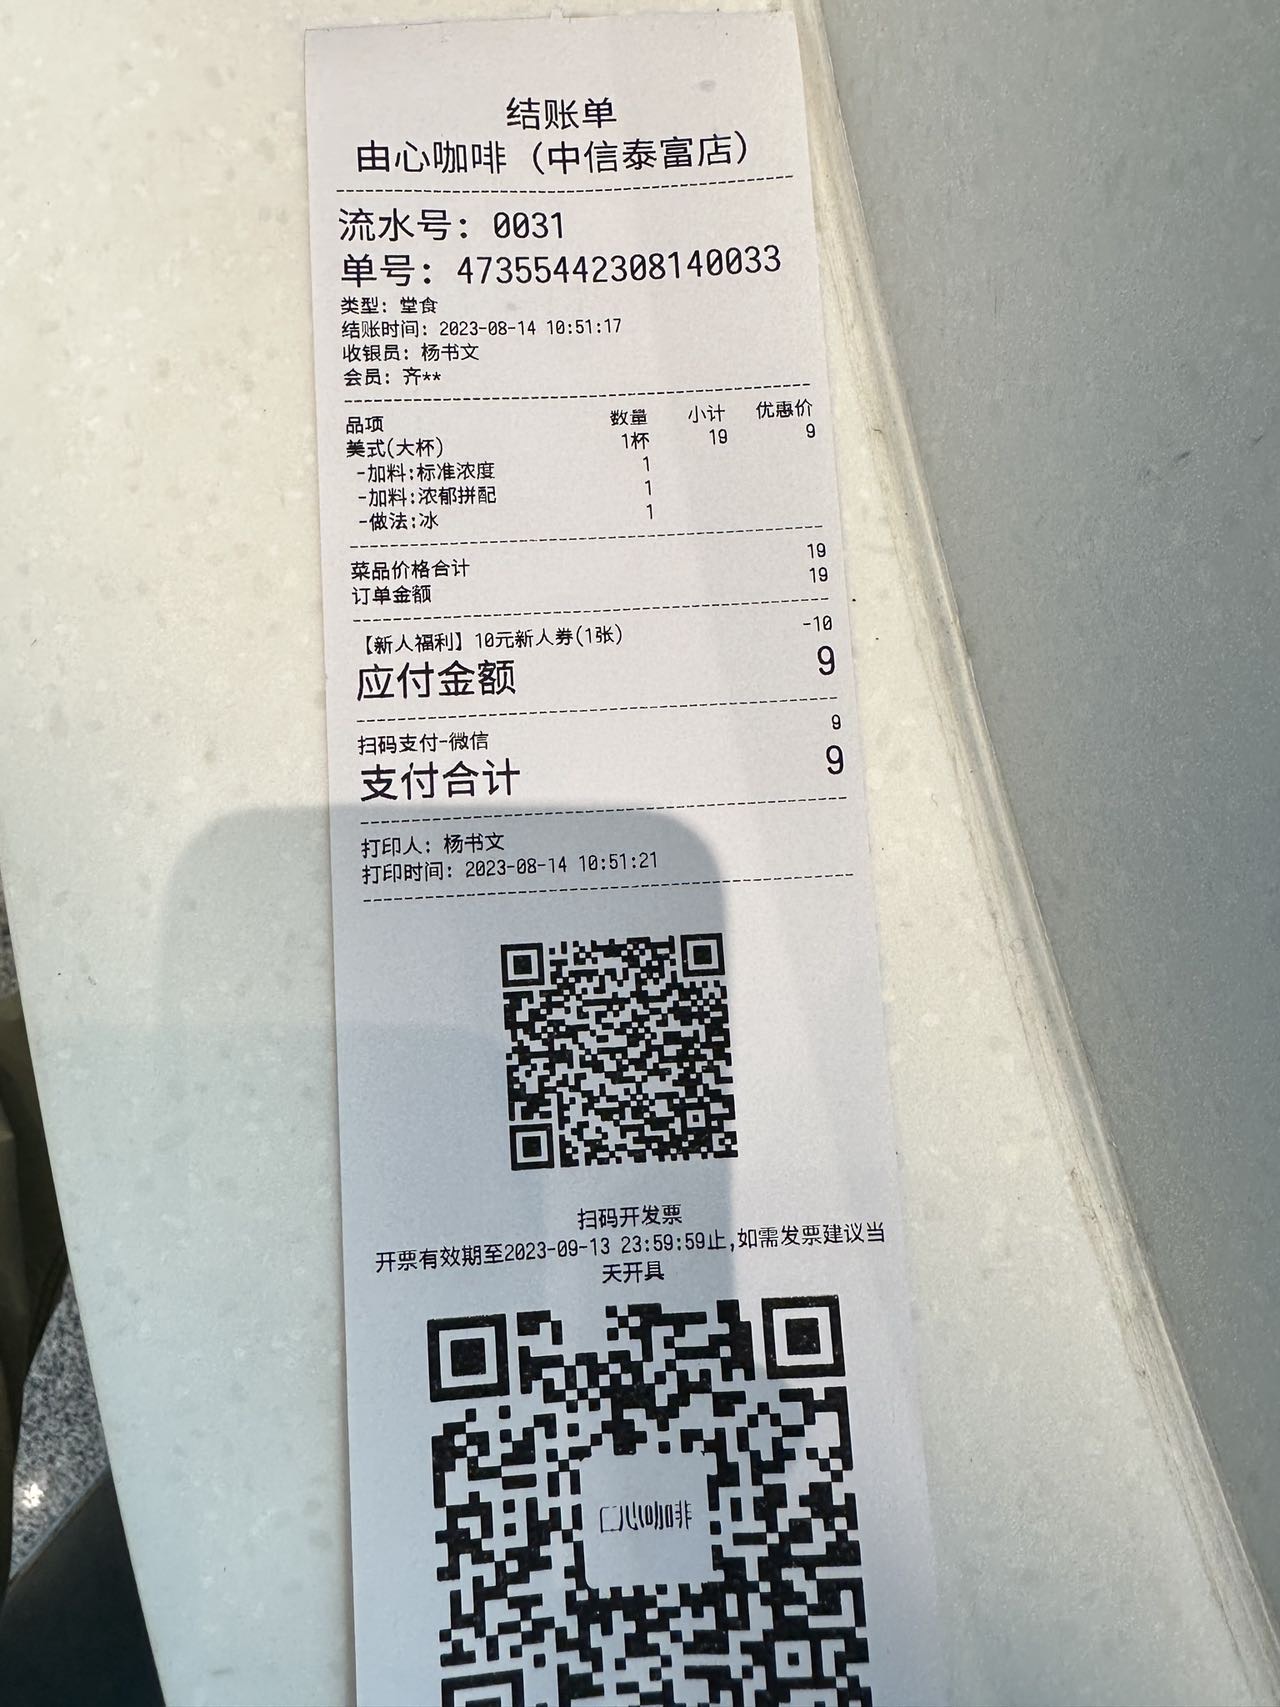 结账单
由心咖啡（中信泰富店）
流水号：0031
单号：47355442308140033
类型：堂食
结账时间：2023-08-14 10:51:17
收银员：杨书文
会员：齐**
品项 数量 小计 优惠价
美式(大杯) 1杯 19 9
-加料:标准浓度 1
-加料:浓郁拼配 1
-做法:冰 1
菜品价格合计 19
订单金额 19
【新人福利】10元新人券(1张) -10
应付金额 9
扫码支付-微信 9
支付合计 9
打印人：杨书文
打印时间：2023-08-14 10:51:21
扫码开发票
开票有效期至2023-09-13 23:59:59止,如需发票建议当
天开具
心咖啡